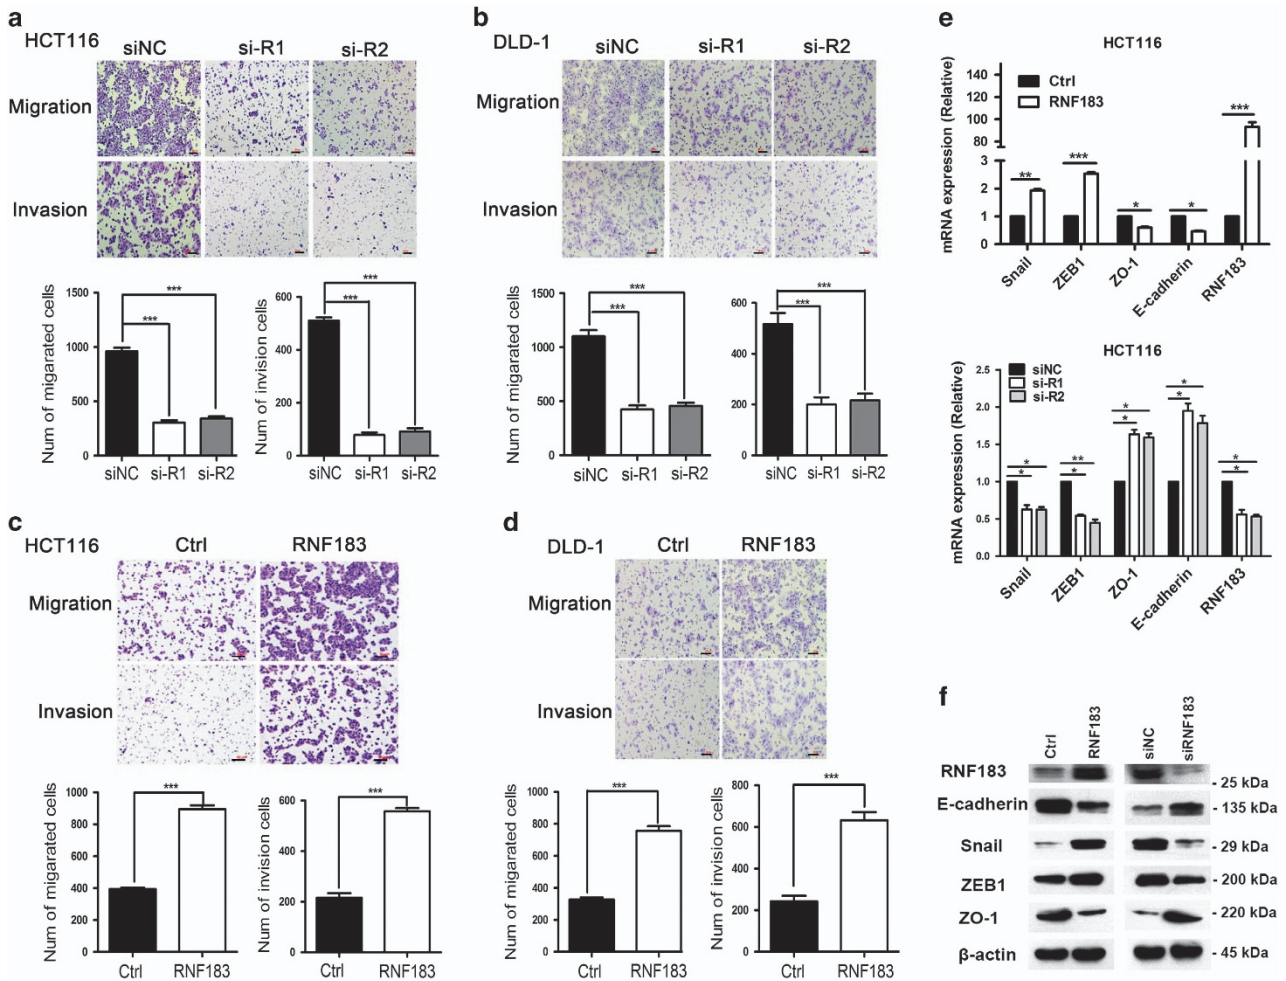 a
HCT116
siNC si-R1 si-R2
Migration
Invasion
Num of migarated cells
1500
1000
500
0
***
***
siNC si-R1 si-R2
Num of invision cells
600
400
200
0
***
***
siNC si-R1 si-R2
b
DLD-1
siNC si-R1 si-R2
Migration
Invasion
Num of migarated cells
1500
1000
500
0
***
***
siNC si-R1 si-R2
Num of invision cells
600
400
200
0
***
***
siNC si-R1 si-R2
c
HCT116
Ctrl RNF183
Migration
Invasion
Num of migarated cells
1000
800
600
400
200
0
***
Ctrl RNF183
Num of invasion cells
600
400
200
0
***
Ctrl RNF183
d
DLD-1
Ctrl RNF183
Migration
Invasion
Num of migarated cells
1000
800
600
400
200
0
***
Ctrl RNF183
Num of invasion cells
800
600
400
200
0
***
Ctrl RNF183
e
HCT116
mRNA expression (Relative)
140
120
100
80
3
2
1
0
Ctrl
RNF183
** *** * * ***
Snail ZEB1 ZO-1 E-cadherin RNF183
HCT116
mRNA expression (Relative)
2.5
2.0
1.5
1.0
0.5
0.0
siNC
si-R1
si-R2
* ** * * *
* * * * *
Snail ZEB1 ZO-1 E-cadherin RNF183
f
Ctrl RNF183 siNC siRNF183
RNF183 - 25 kDa
E-cadherin - 135 kDa
Snail - 29 kDa
ZEB1 - 200 kDa
ZO-1 - 220 kDa
β-actin - 45 kDa